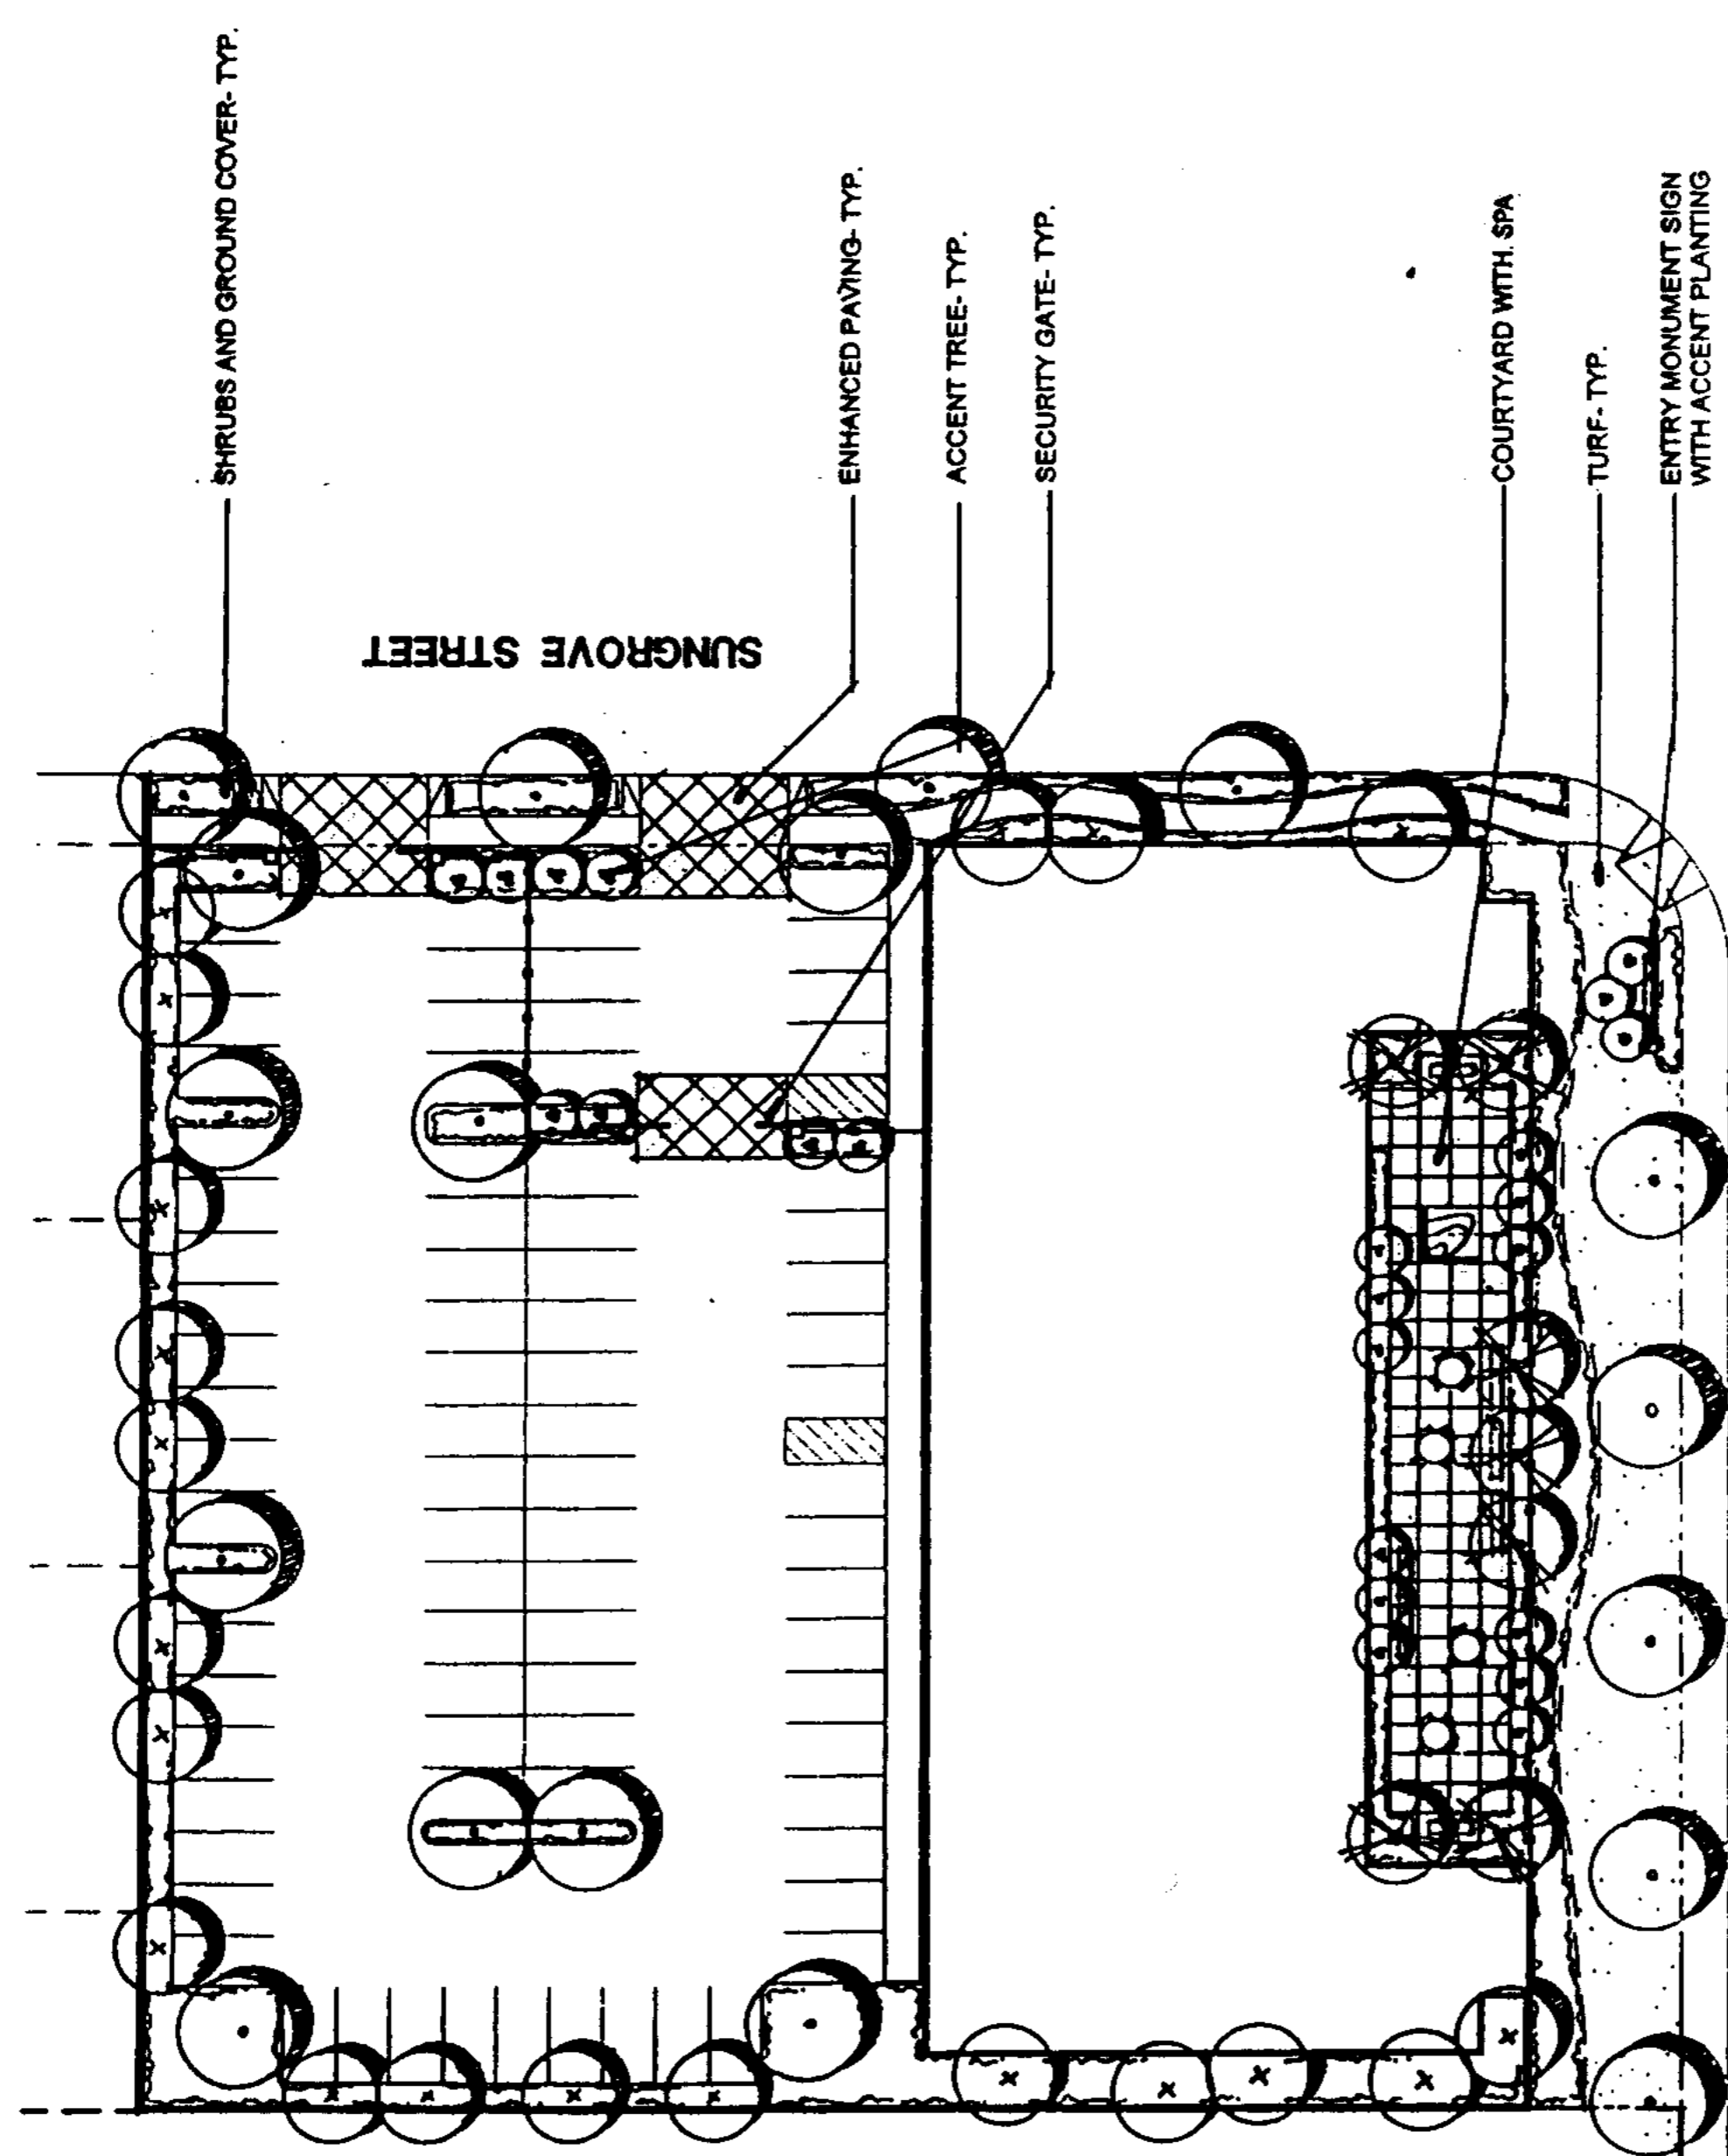 SHRUBS AND GROUND COVER- TYP.
SUNGROVE STREET
ENHANCED PAVING- TYP.
ACCENT TREE- TYP.
SECURITY GATE- TYP.
COURTYARD WITH SPA
TURF- TYP.
ENTRY MONUMENT SIGN
WITH ACCENT PLANTING